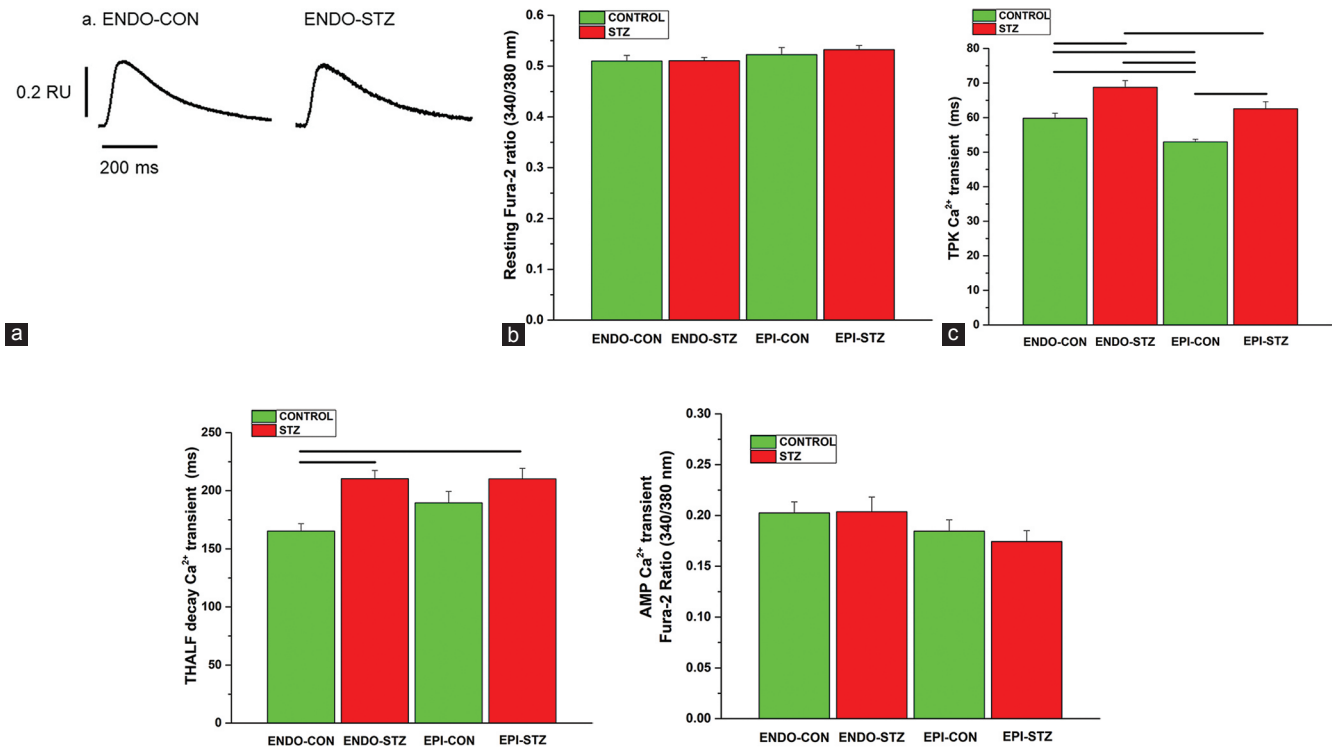 a. ENDO-CON
ENDO-STZ
0.2 RU
200 ms
a
CONTROL
STZ
Resting Fura-2 ratio (340/380 nm)
0.6
0.5
0.4
0.3
0.2
0.1
0.0
ENDO-CON ENDO-STZ EPI-CON EPI-STZ
b
CONTROL
STZ
TPK Ca²⁺ transient (ms)
80
70
60
50
40
30
20
10
0
ENDO-CON ENDO-STZ EPI-CON EPI-STZ
c
CONTROL
STZ
THALF decay Ca²⁺ transient (ms)
250
200
150
100
50
0
ENDO-CON ENDO-STZ EPI-CON EPI-STZ
CONTROL
STZ
AMP Ca²⁺ transient
Fura-2 Ratio (340/380 nm)
0.30
0.25
0.20
0.15
0.10
0.05
0.00
ENDO-CON ENDO-STZ EPI-CON EPI-STZ